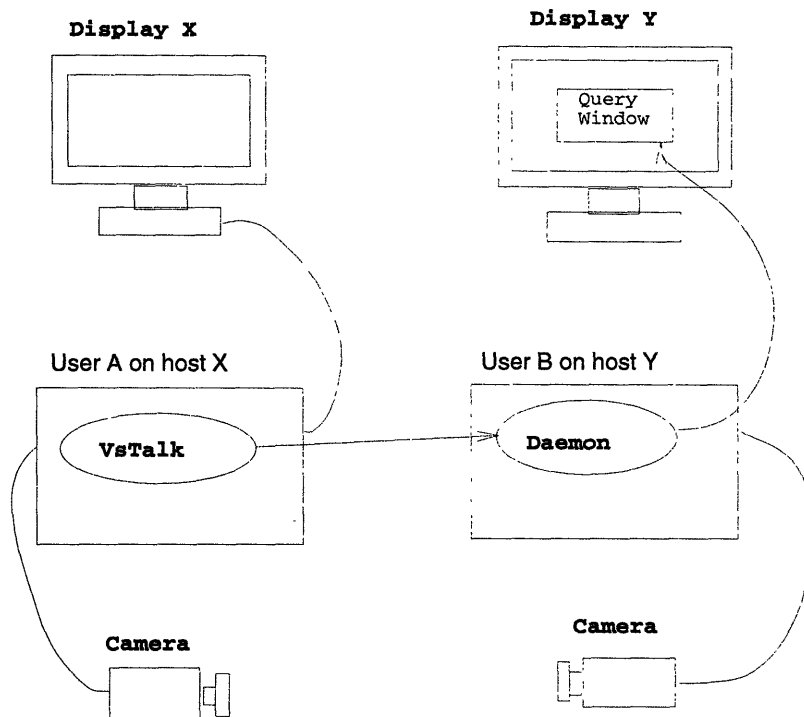 Display X
Display Y
Query
Window
User A on host X
User B on host Y
VsTalk
Daemon
Camera
Camera